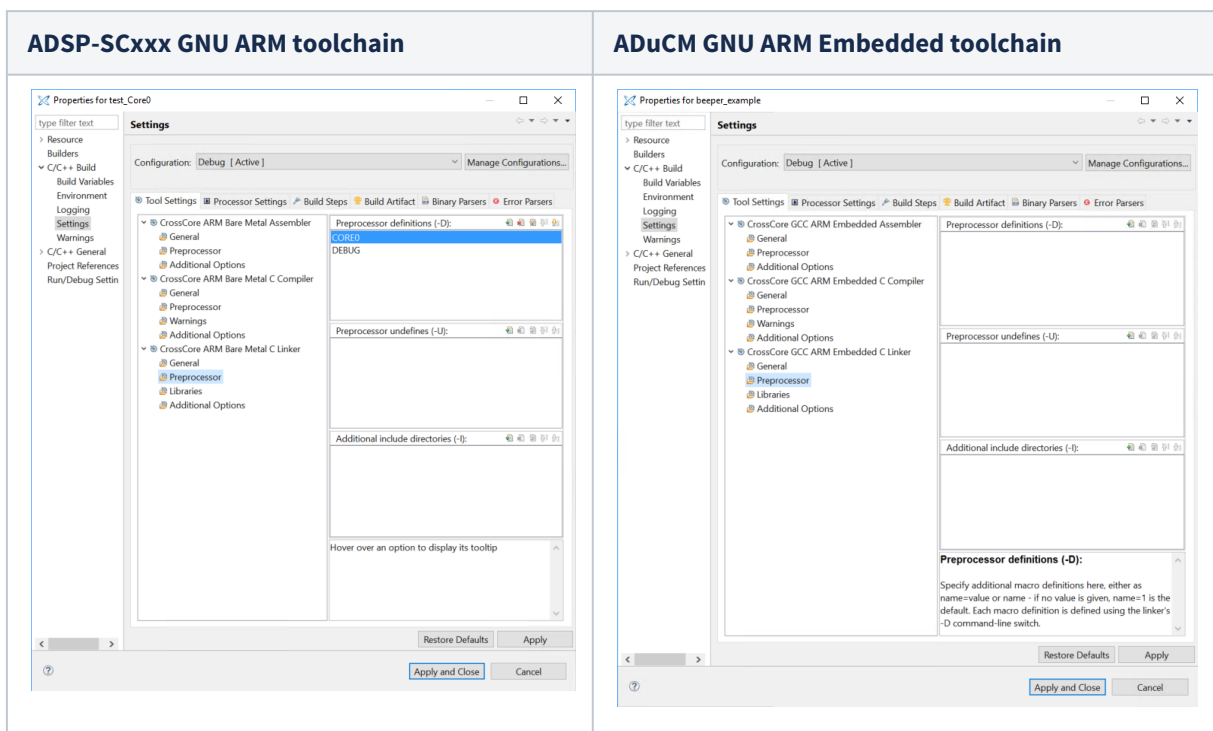 ADSP-SCxxx GNU ARM toolchain
ADuCM GNU ARM Embedded toolchain
Properties for test_Core0
type filter text
Settings
Resource
Builders
C/C++ Build
Build Variables
Environment
Logging
Settings
Warnings
C/C++ General
Project References
Run/Debug Settin
Configuration: Debug [ Active ]
Manage Configurations...
Tool Settings Processor Settings Build Steps Build Artifact Binary Parsers Error Parsers
CrossCore ARM Bare Metal Assembler
General
Preprocessor
Additional Options
CrossCore ARM Bare Metal C Compiler
General
Preprocessor
Warnings
Additional Options
CrossCore ARM Bare Metal C Linker
General
Preprocessor
Libraries
Additional Options
Preprocessor definitions (-D):
CORE0
DEBUG
Preprocessor undefines (-U):
Additional include directories (-I):
Hover over an option to display its tooltip
Restore Defaults Apply
Apply and Close Cancel
Properties for beeper_example
type filter text
Settings
Resource
Builders
C/C++ Build
Build Variables
Environment
Logging
Settings
Warnings
C/C++ General
Project References
Run/Debug Settin
Configuration: Debug [ Active ]
Manage Configurations...
Tool Settings Processor Settings Build Steps Build Artifact Binary Parsers Error Parsers
CrossCore GCC ARM Embedded Assembler
General
Preprocessor
Additional Options
CrossCore GCC ARM Embedded C Compiler
General
Preprocessor
Warnings
Additional Options
CrossCore GCC ARM Embedded C Linker
General
Preprocessor
Libraries
Additional Options
Preprocessor definitions (-D):
Preprocessor undefines (-U):
Additional include directories (-I):
Preprocessor definitions (-D):
Specify additional macro definitions here, either as
name=value or name - if no value is given, name=1 is the
default. Each macro definition is defined using the linker's
-D command-line switch.
Restore Defaults Apply
Apply and Close Cancel